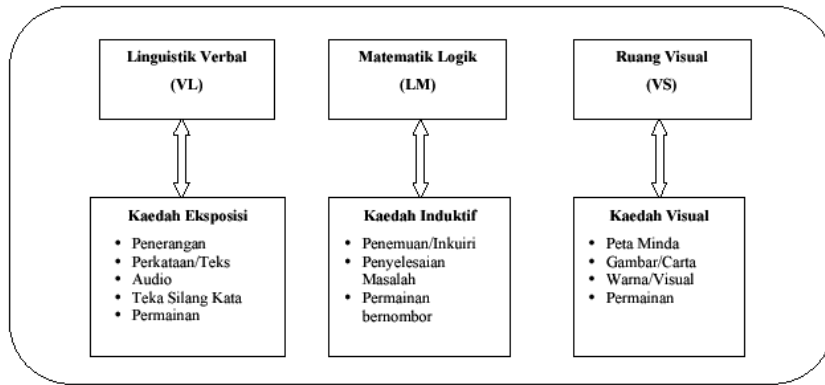 Linguistik Verbal
(VL)
Matematik Logik
(LM)
Ruang Visual
(VS)
Kaedah Eksposisi
• Penerangan
• Perkataan/Teks
• Audio
• Teka Silang Kata
• Permainan
Kaedah Induktif
• Penemuan/Inkuiri
• Penyelesaian
Masalah
• Permainan
bernombor
Kaedah Visual
• Peta Minda
• Gambar/Carta
• Warna/Visual
• Permainan